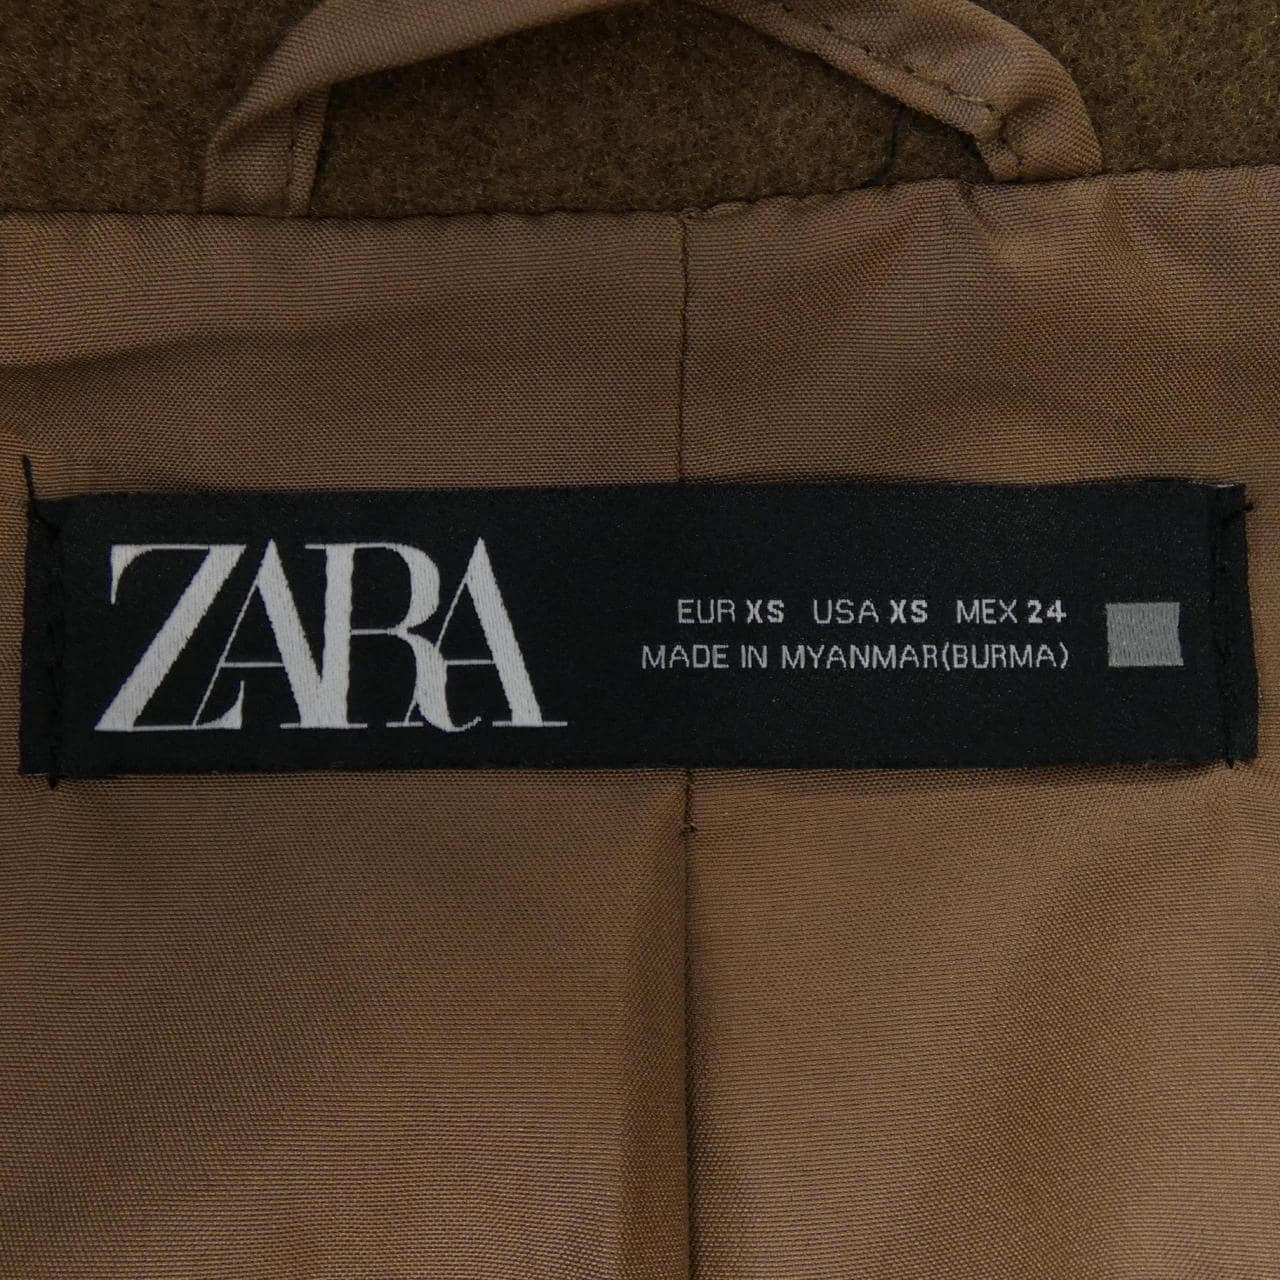 ZARA
EUR XS USA XS MEX 24
MADE IN MYANMAR(BURMA)